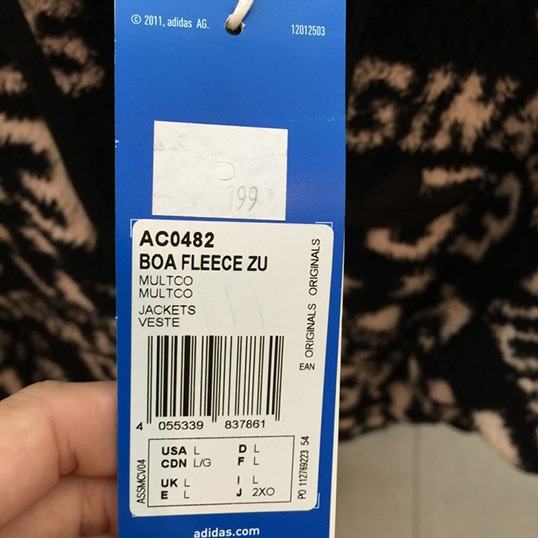 © 2011, adidas AG.
12012503
799
AC0482
BOA FLEECE ZU
MULTCO
MULTCO
JACKETS
VESTE
EAN ORIGINALS ORIGINALS
4 055339 837861
ASSMCV04
USA L D L
CDN L/G F L
UK L I L
E L J 2XO
PO 112769223 54
adidas.com